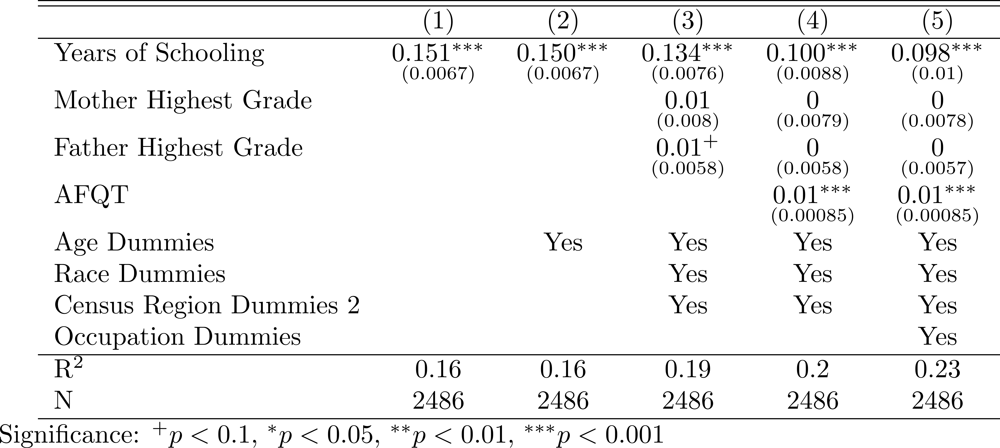 (1) (2) (3) (4) (5)
Years of Schooling 0.151*** 0.150*** 0.134*** 0.100*** 0.098***
(0.0067) (0.0067) (0.0076) (0.0088) (0.01)
Mother Highest Grade 0.01 0 0
(0.008) (0.0079) (0.0078)
Father Highest Grade 0.01⁺ 0 0
(0.0058) (0.0058) (0.0057)
AFQT 0.01*** 0.01***
(0.00085) (0.00085)
Age Dummies Yes Yes Yes Yes
Race Dummies Yes Yes Yes
Census Region Dummies 2 Yes Yes Yes
Occupation Dummies Yes
R² 0.16 0.16 0.19 0.2 0.23
N 2486 2486 2486 2486 2486
Significance: ⁺p < 0.1, *p < 0.05, **p < 0.01, ***p < 0.001